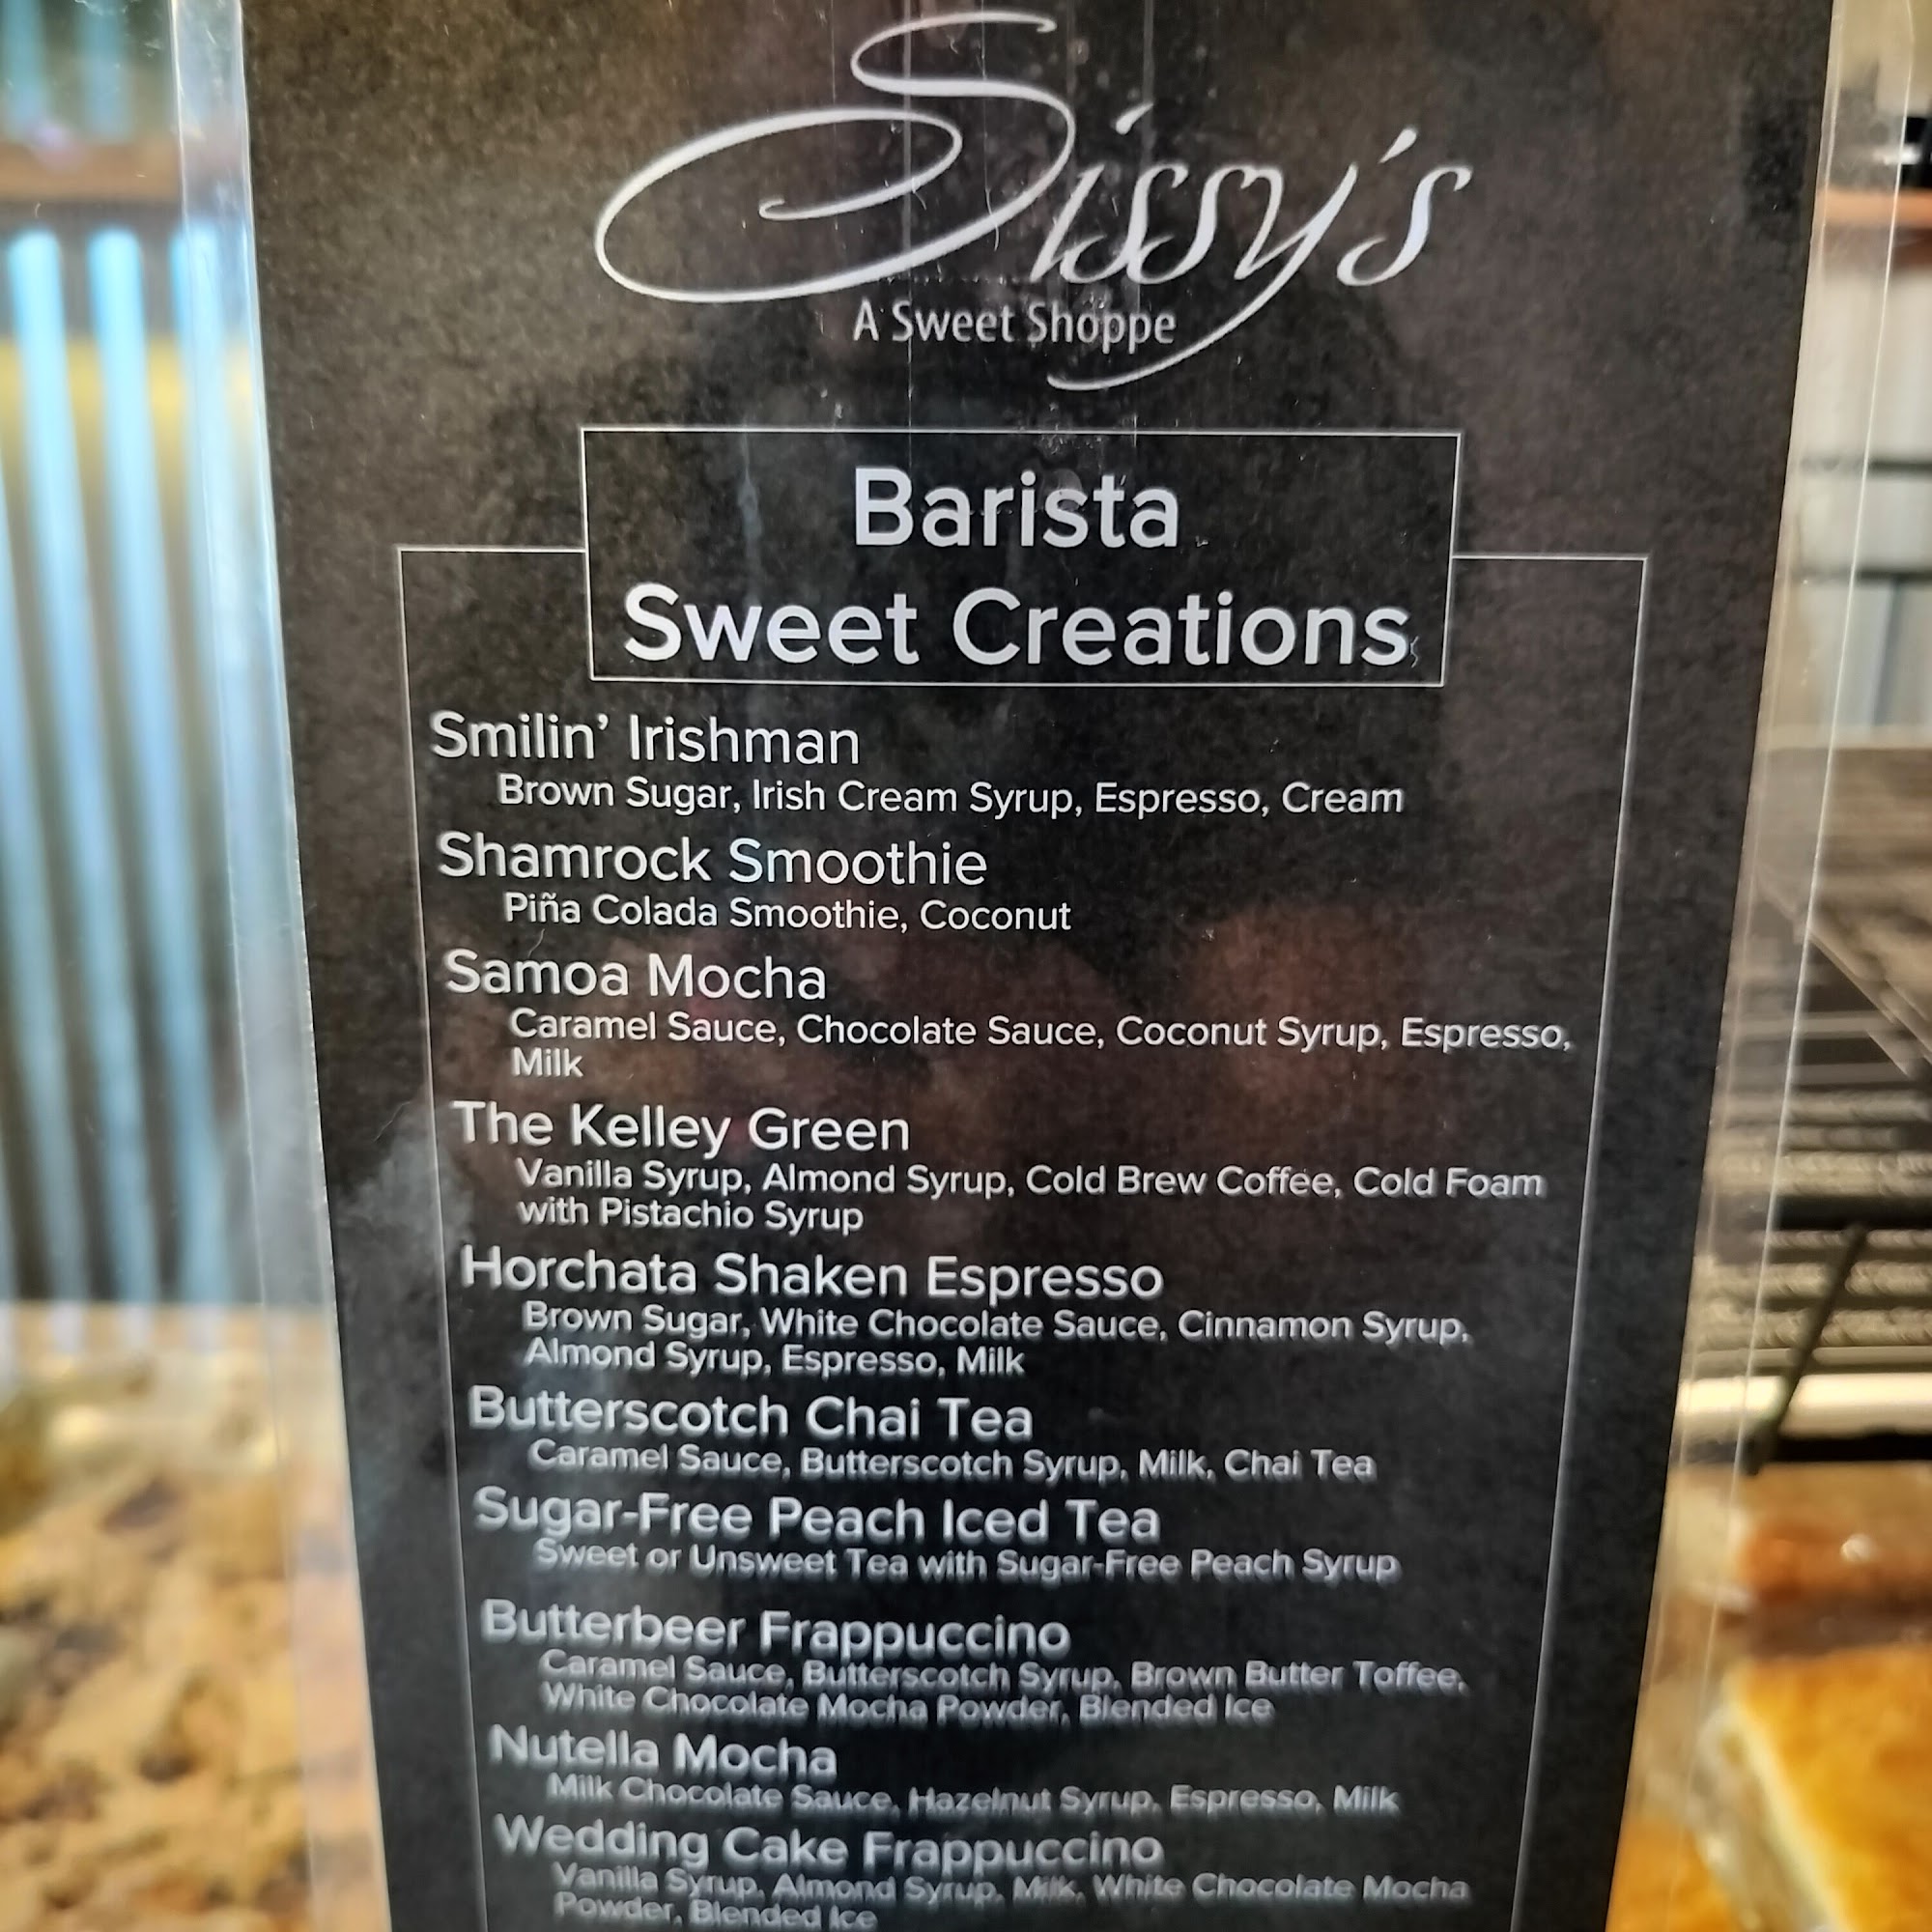 Sissy's
A Sweet Shoppe
Barista
Sweet Creations
Smilin' Irishman
Brown Sugar, Irish Cream Syrup, Espresso, Cream
Shamrock Smoothie
Piña Colada Smoothie, Coconut
Samoa Mocha
Caramel Sauce, Chocolate Sauce, Coconut Syrup, Espresso,
Milk
The Kelley Green
Vanilla Syrup, Almond Syrup, Cold Brew Coffee, Cold Foam
with Pistachio Syrup
Horchata Shaken Espresso
Brown Sugar, White Chocolate Sauce, Cinnamon Syrup,
Almond Syrup, Espresso, Milk
Butterscotch Chai Tea
Caramel Sauce, Butterscotch Syrup, Milk, Chai Tea
Sugar-Free Peach Iced Tea
Sweet or Unsweet Tea with Sugar-Free Peach Syrup
Butterbeer Frappuccino
Caramel Sauce, Butterscotch Syrup, Brown Butter Toffee,
White Chocolate Mocha Powder, Blended Ice
Nutella Mocha
Milk Chocolate Sauce, Hazelnut Syrup, Espresso, Milk
Wedding Cake Frappuccino
Vanilla Syrup, Almond Syrup, Milk, White Chocolate Mocha
Powder, Blended Ice